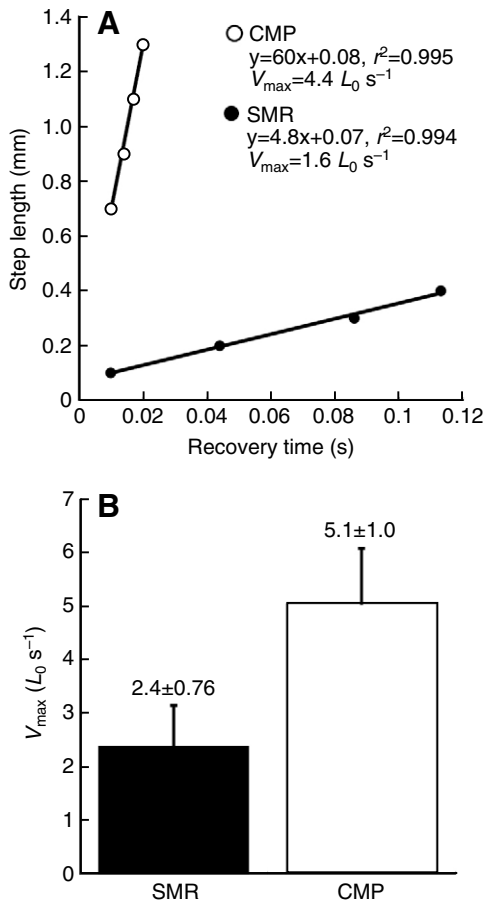 A
CMP
y=60x+0.08, r²=0.995
Vmax=4.4 L0 s⁻¹
SMR
y=4.8x+0.07, r²=0.994
Vmax=1.6 L0 s⁻¹
Step length (mm)
1.4
1.2
1.0
0.8
0.6
0.4
0.2
0
0 0.02 0.04 0.06 0.08 0.1 0.12
Recovery time (s)
B
Vmax (L0 s⁻¹)
7
6
5
4
3
2
1
0
2.4±0.76
5.1±1.0
SMR CMP